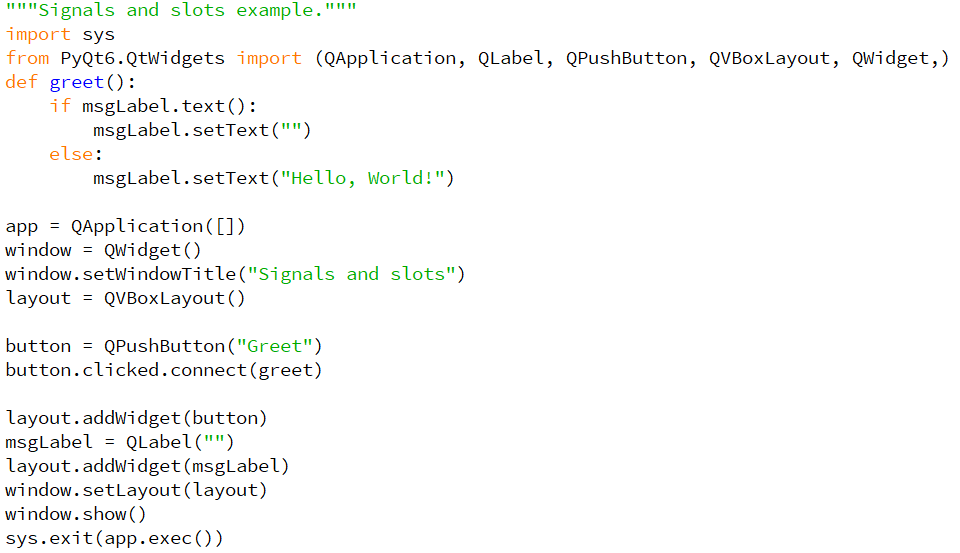 """Signals and slots example."""
import sys
from PyQt6.QtWidgets import (QApplication, QLabel, QPushButton, QVBoxLayout, QWidget,)
def greet():
    if msgLabel.text():
        msgLabel.setText("")
    else:
        msgLabel.setText("Hello, World!")

app = QApplication([])
window = QWidget()
window.setWindowTitle("Signals and slots")
layout = QVBoxLayout()

button = QPushButton("Greet")
button.clicked.connect(greet)

layout.addWidget(button)
msgLabel = QLabel("")
layout.addWidget(msgLabel)
window.setLayout(layout)
window.show()
sys.exit(app.exec())